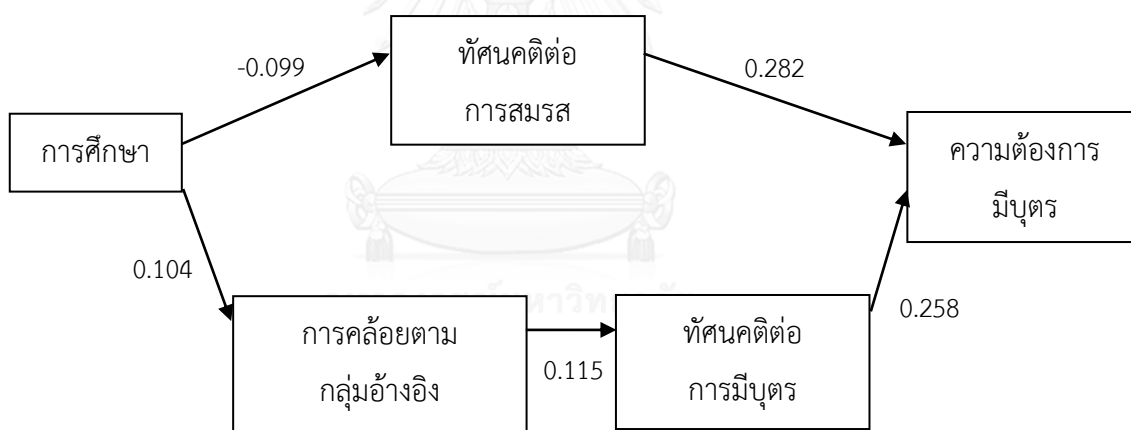 -0.099
ทัศนคติต่อ
การสมรส
0.282
การศึกษา
ความต้องการ
มีบุตร
0.104
การคล้อยตาม
กลุ่มอ้างอิง
0.115
ทัศนคติต่อ
การมีบุตร
0.258